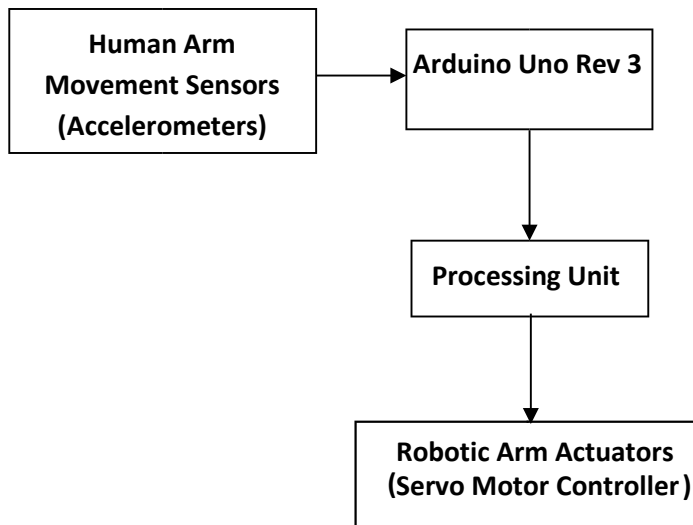 Human Arm
Movement Sensors
(Accelerometers)
Arduino Uno Rev 3
Processing Unit
Robotic Arm Actuators
(Servo Motor Controller)